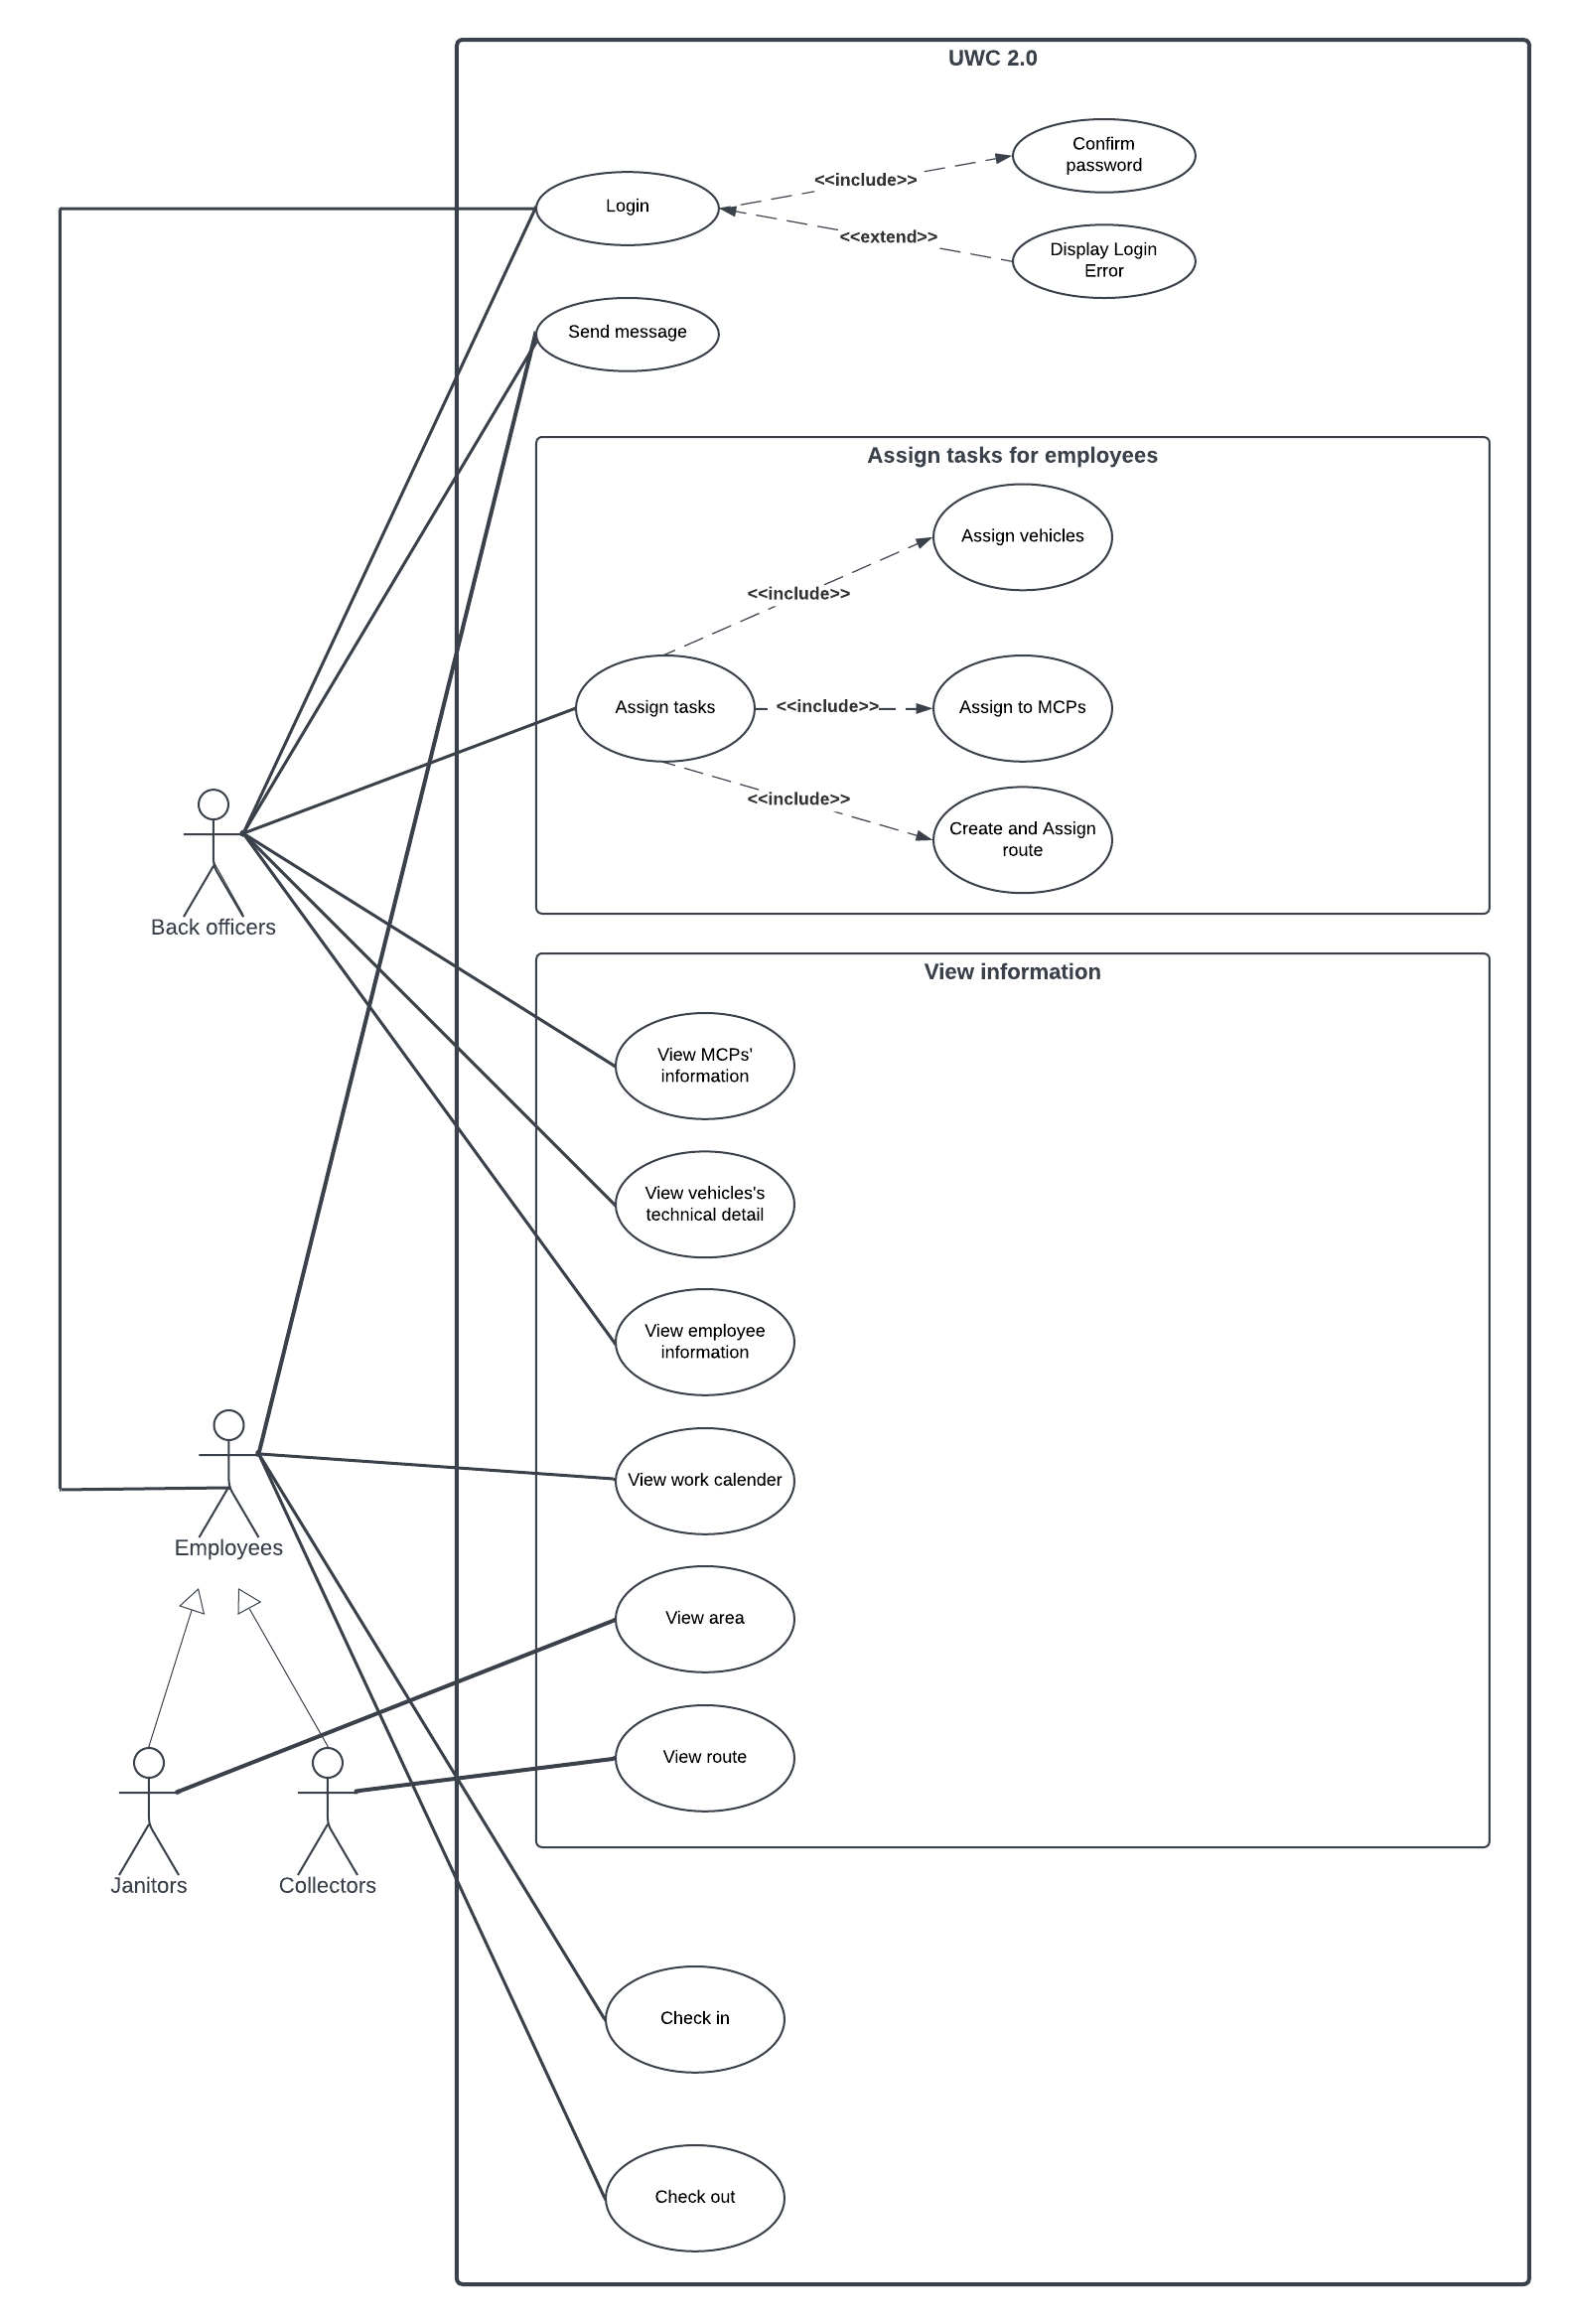 UWC 2.0
Confirm
password
<<include>>
Login
<<extend>>
Display Login
Error
Send message
Assign tasks for employees
Assign vehicles
<<include>>
Assign tasks
<<include>>
Assign to MCPs
<<include>>
Create and Assign
route
Back officers
View information
View MCPs'
information
View vehicles's
technical detail
View employee
information
View work calender
Employees
View area
View route
Janitors
Collectors
Check in
Check out